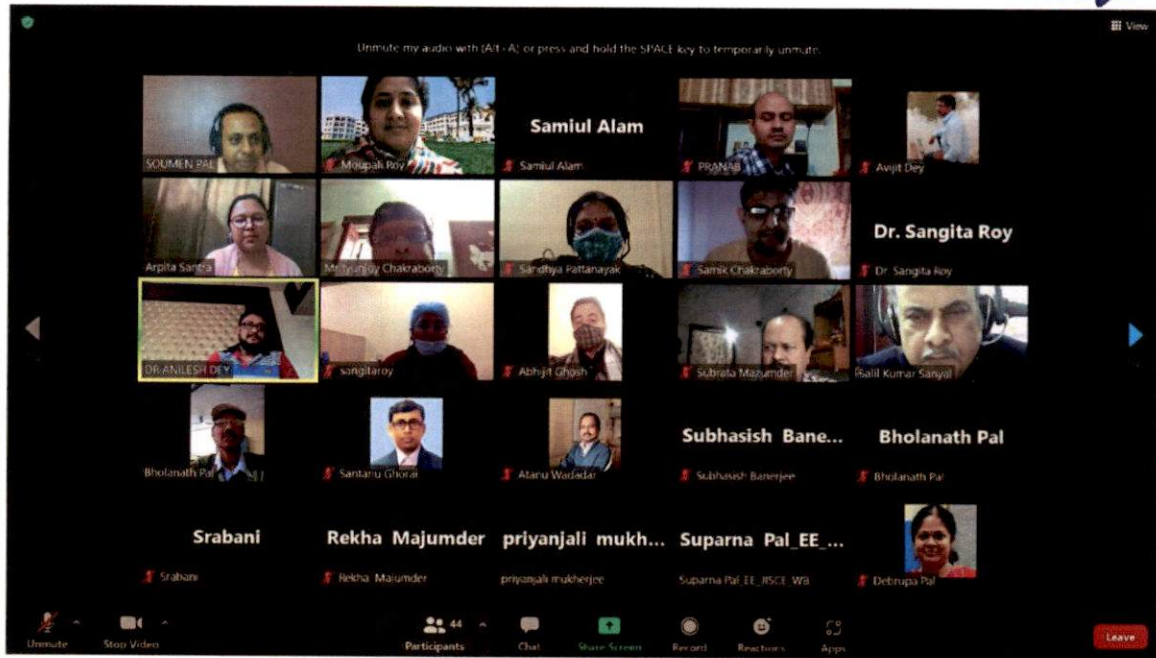 View
Unmute my audio with (Alt - A) or press and hold the SPACE key to temporarily unmute.
SOUMEN PAL
Moupali Roy
Samiul Alam
Samiul Alam
PRANAB
Avijit Dey
Arpita Santra
Mrityunjoy Chakraborty
Sandhya Pattanayak
Samik Chakraborty
Dr. Sangita Roy
Dr. Sangita Roy
DR ANILESH DEY
sangitaroy
Abhijit Ghosh
Subrata Mazumder
Salil Kumar Sanyal
Bholanath Pal
Santanu Ghorai
Atanu Wadadar
Subhasish Bane...
Subhasish Banerjee
Bholanath Pal
Bholanath Pal
Srabani
Srabani
Rekha Majumder
Rekha Majumder
priyanjali mukh...
priyanjali mukherjee
Suparna Pal_EE_...
Suparna Pal_EE_JISCE_WB
Debrupa Pal
Unmute
Stop Video
44
Participants
Chat
Share Screen
Record
Reactions
Apps
Leave